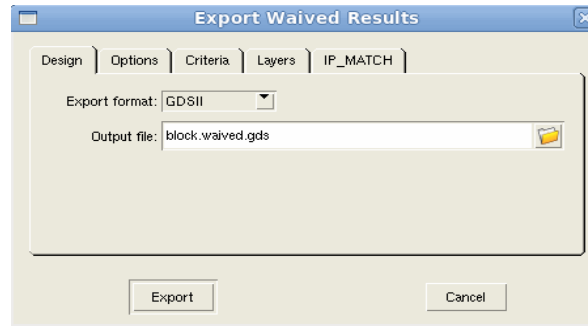 Export Waived Results
Design Options Criteria Layers IP_MATCH
Export format: GDSII
Output file: block.waived.gds
Export Cancel